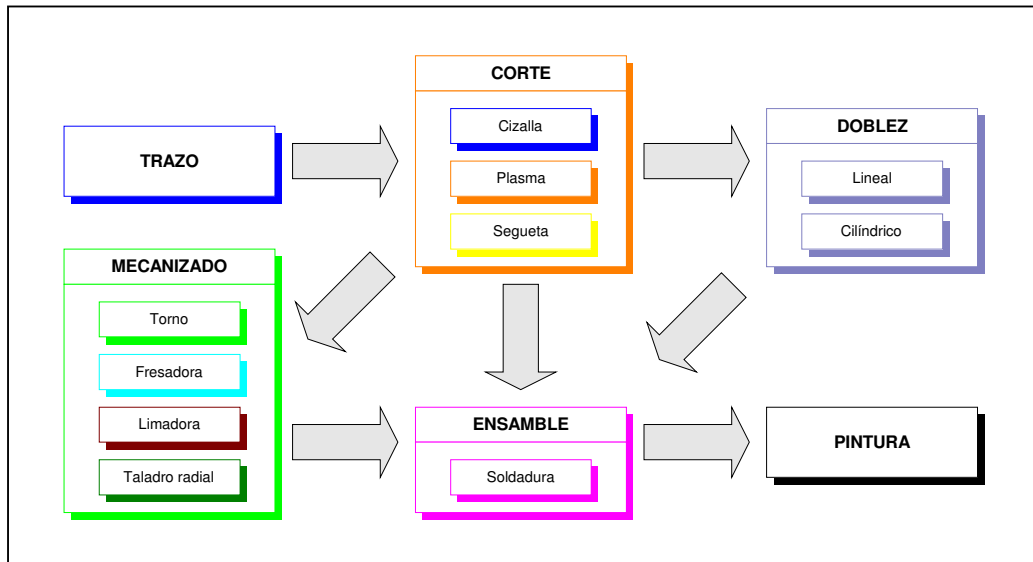 TRAZO
CORTE
Cizalla
Plasma
Segueta
DOBLEZ
Lineal
Cilíndrico
MECANIZADO
Torno
Fresadora
Limadora
Taladro radial
ENSAMBLE
Soldadura
PINTURA